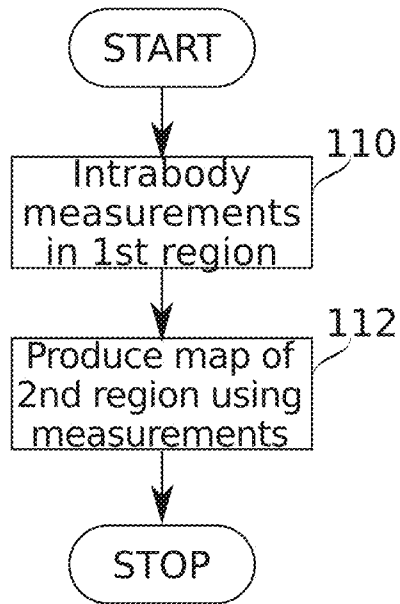 START
110
Intrabody
measurements
in 1st region
112
Produce map of
2nd region using
measurements
STOP